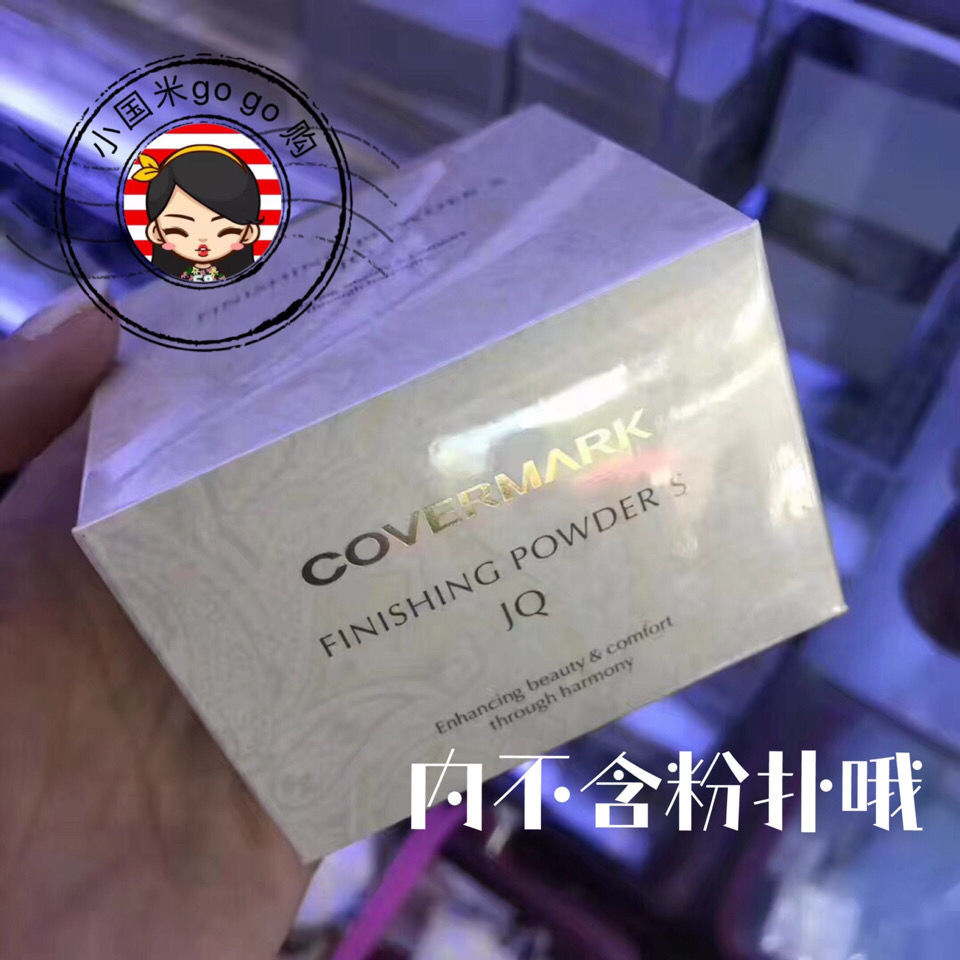 小国米go go 购
COVERMARK
FINISHING POWDER S
JQ
Enhancing beauty & comfort
through harmony
内不含粉扑哦